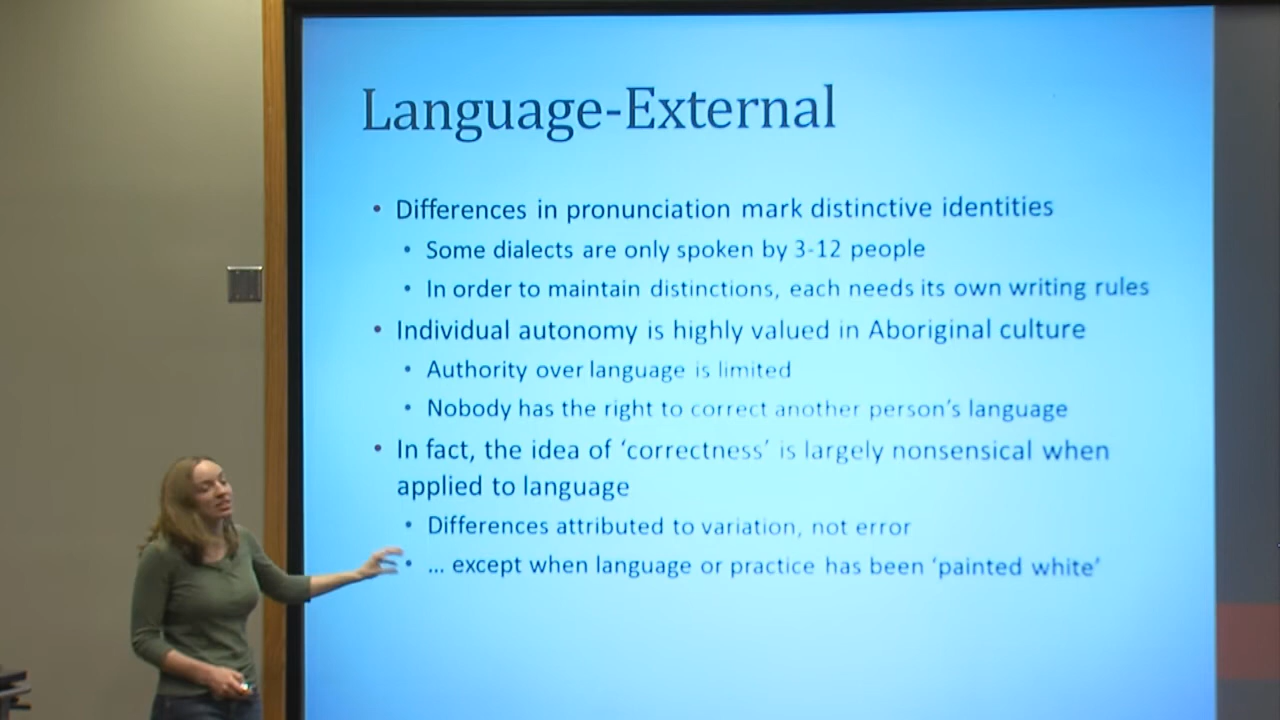 Language-External
• Differences in pronunciation mark distinctive identities
• Some dialects are only spoken by 3-12 people
• In order to maintain distinctions, each needs its own writing rules
• Individual autonomy is highly valued in Aboriginal culture
• Authority over language is limited
• Nobody has the right to correct another person's language
• In fact, the idea of ‘correctness’ is largely nonsensical when
applied to language
• Differences attributed to variation, not error
• ... except when language or practice has been ‘painted white’